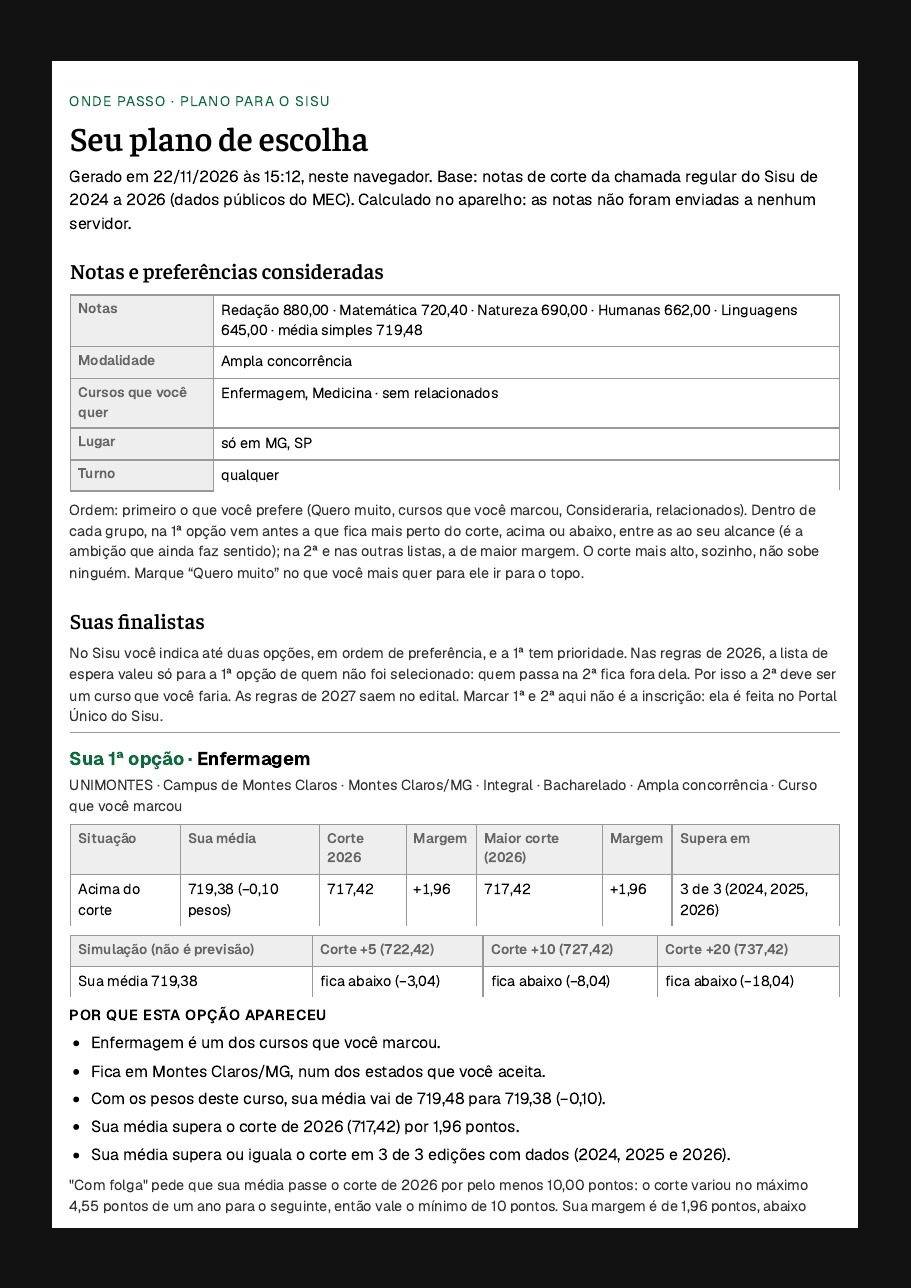 ONDE PASSO · PLANO PARA O SISU
Seu plano de escolha
Gerado em 22/11/2026 às 15:12, neste navegador. Base: notas de corte da chamada regular do Sisu de
2024 a 2026 (dados públicos do MEC). Calculado no aparelho: as notas não foram enviadas a nenhum
servidor.
Notas e preferências consideradas
Notas
Redação 880,00 · Matemática 720,40 · Natureza 690,00 · Humanas 662,00 · Linguagens
645,00 · média simples 719,48
Modalidade
Ampla concorrência
Cursos que você
quer
Enfermagem, Medicina · sem relacionados
Lugar
só em MG, SP
Turno
qualquer
Ordem: primeiro o que você prefere (Quero muito, cursos que você marcou, Consideraria, relacionados). Dentro de
cada grupo, na 1ª opção vem antes a que fica mais perto do corte, acima ou abaixo, entre as ao seu alcance (é a
ambição que ainda faz sentido); na 2ª e nas outras listas, a de maior margem. O corte mais alto, sozinho, não sobe
ninguém. Marque “Quero muito” no que você mais quer para ele ir para o topo.
Suas finalistas
No Sisu você indica até duas opções, em ordem de preferência, e a 1ª tem prioridade. Nas regras de 2026, a lista de
espera valeu só para a 1ª opção de quem não foi selecionado: quem passa na 2ª fica fora dela. Por isso a 2ª deve ser
um curso que você faria. As regras de 2027 saem no edital. Marcar 1ª e 2ª aqui não é a inscrição: ela é feita no Portal
Único do Sisu.
Sua 1ª opção · Enfermagem
UNIMONTES · Campus de Montes Claros · Montes Claros/MG · Integral · Bacharelado · Ampla concorrência · Curso
que você marcou
Situação
Sua média
Corte
2026
Margem
Maior corte
(2026)
Margem
Supera em
Acima do
corte
719,38 (−0,10
pesos)
717,42
+1,96
717,42
+1,96
3 de 3 (2024, 2025,
2026)
Simulação (não é previsão)
Corte +5 (722,42)
Corte +10 (727,42)
Corte +20 (737,42)
Sua média 719,38
fica abaixo (−3,04)
fica abaixo (−8,04)
fica abaixo (−18,04)
POR QUE ESTA OPÇÃO APARECEU
• Enfermagem é um dos cursos que você marcou.
• Fica em Montes Claros/MG, num dos estados que você aceita.
• Com os pesos deste curso, sua média vai de 719,48 para 719,38 (−0,10).
• Sua média supera o corte de 2026 (717,42) por 1,96 pontos.
• Sua média supera ou iguala o corte em 3 de 3 edições com dados (2024, 2025 e 2026).
"Com folga" pede que sua média passe o corte de 2026 por pelo menos 10,00 pontos: o corte variou no máximo
4,55 pontos de um ano para o seguinte, então vale o mínimo de 10 pontos. Sua margem é de 1,96 pontos, abaixo